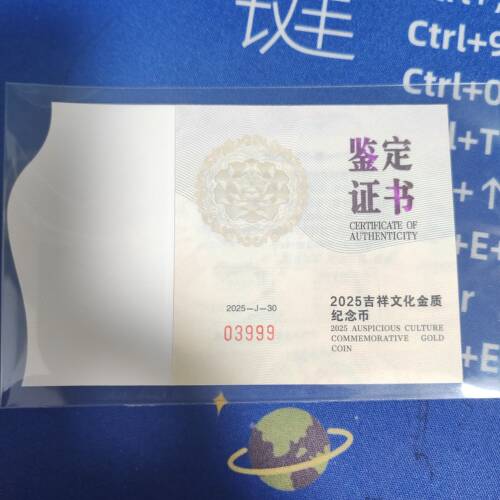 Ctrl+9
Ctrl+0
鉴定
证书
CERTIFICATE OF
AUTHENTICITY
2025-J-30
03999
2025吉祥文化金质
纪念币
2025 AUSPICIOUS CULTURE
COMMEMORATIVE GOLD
COIN